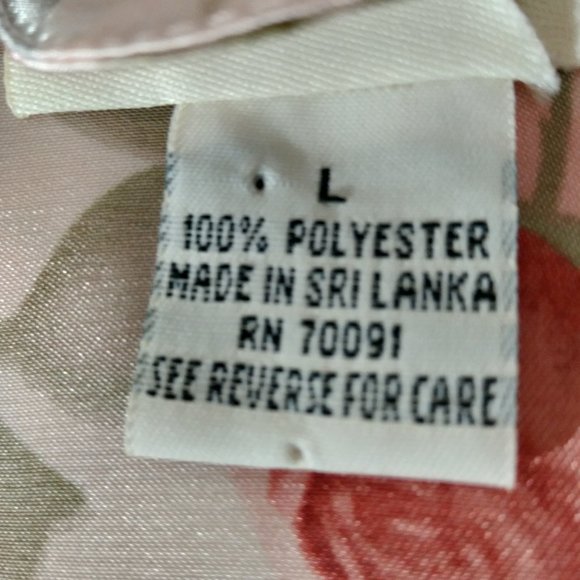 L
100% POLYESTER
MADE IN SRI LANKA
RN 70091
SEE REVERSE FOR CARE